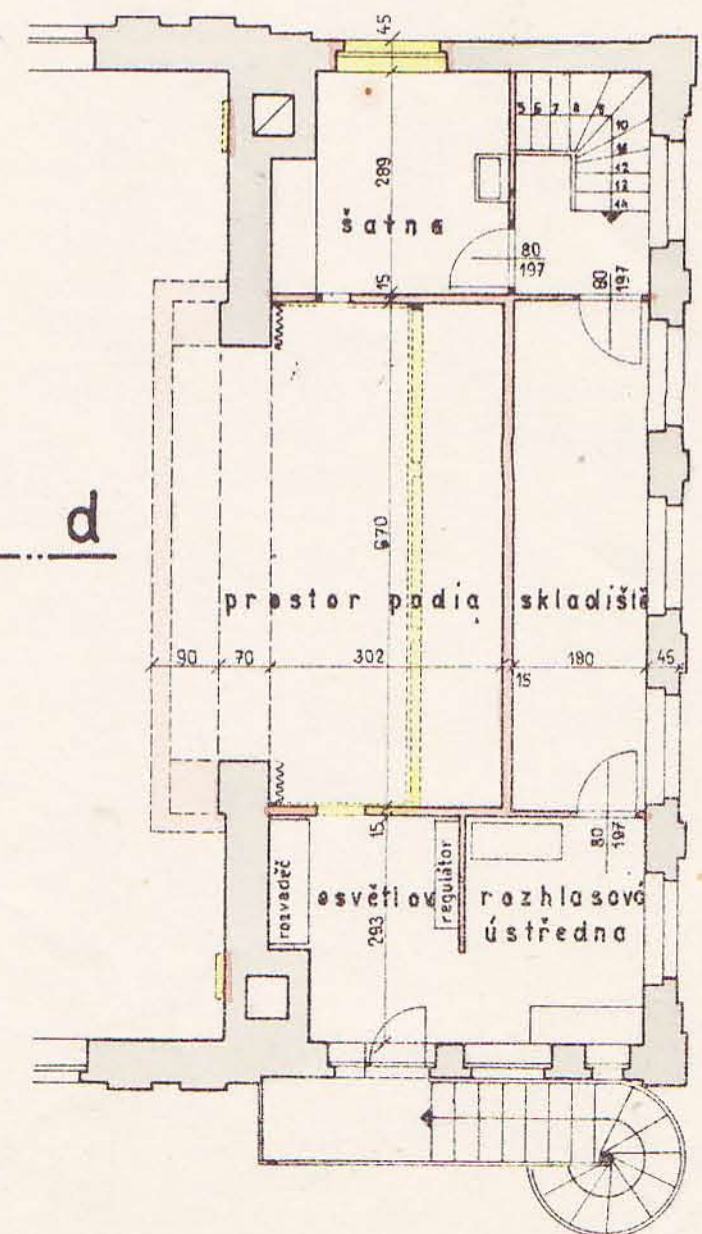 45
5 6 7 8 9
10
11
12
13
14
289
šatna
80
197
80
197
15
d
670
prostor podia
skladiště
90 70 302 180 45
15
15
80
197
rozvaděč
osvětlov
regulátor
rozhlasová
ústředna
293